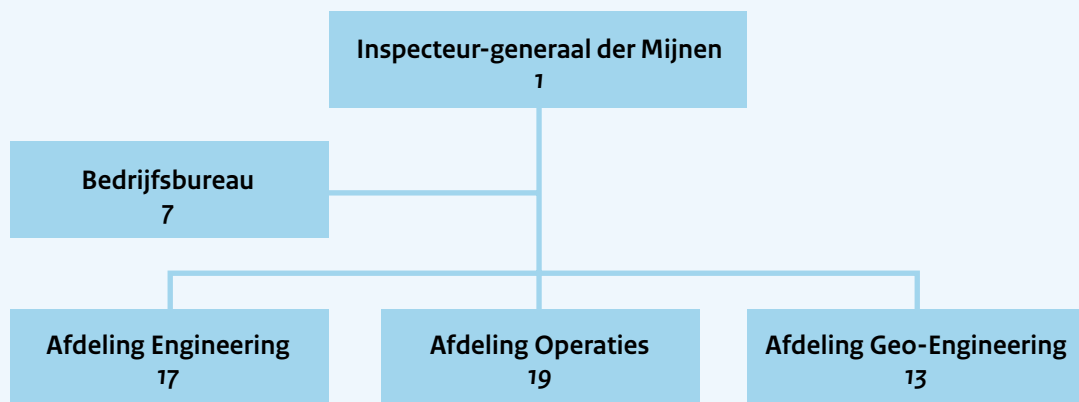 Inspecteur-generaal der Mijnen
1
Bedrijfsbureau
7
Afdeling Engineering
17
Afdeling Operaties
19
Afdeling Geo-Engineering
13